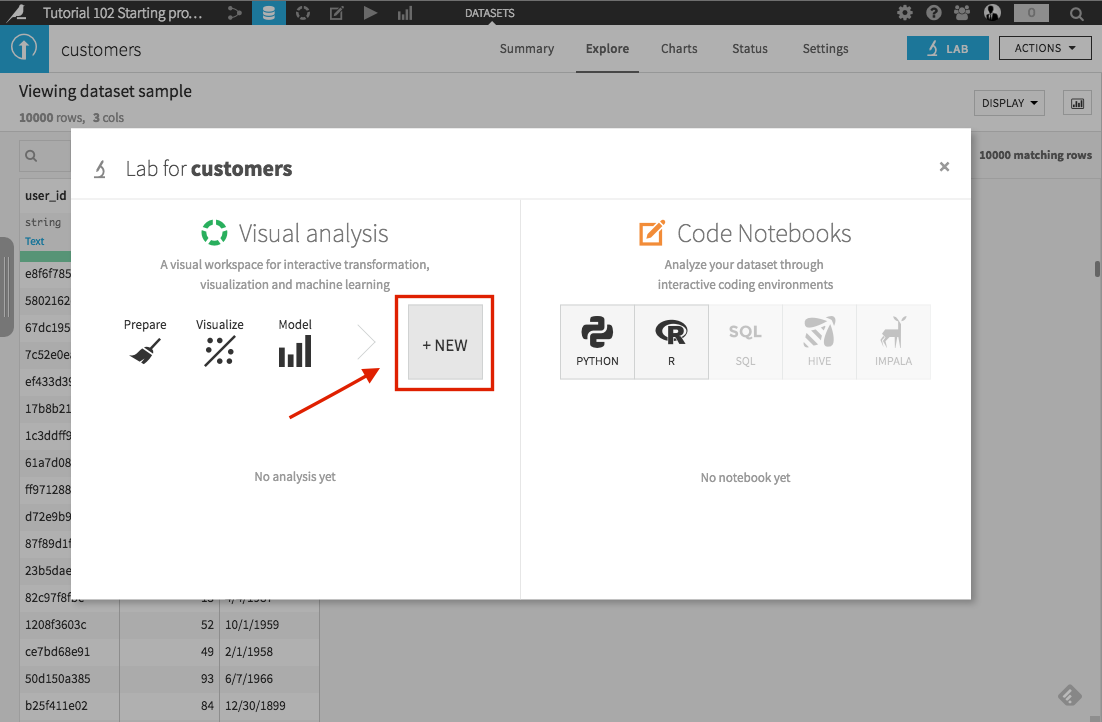 Tutorial 102 Starting pro...
DATASETS
0
customers
Summary
Explore
Charts
Status
Settings
LAB
ACTIONS
Viewing dataset sample
10000 rows, 3 cols
DISPLAY
10000 matching rows
Lab for customers
×
Visual analysis
A visual workspace for interactive transformation,
visualization and machine learning
Prepare
Visualize
Model
+ NEW
No analysis yet
Code Notebooks
Analyze your dataset through
interactive coding environments
PYTHON
R
SQL
SQL
HIVE
IMPALA
No notebook yet
user_id
string
Text
e8f6f785
5802162
67dc195
7c52e0e
ef433d39
17b8b21
1c3ddff9
61a7d08
ff971288
d72e9b9
87f89d1f
23b5dae
82c97f8f
1208f3603c 52 10/1/1959
ce7bd68e91 49 2/1/1958
50d150a385 93 6/7/1966
b25f411e02 84 12/30/1899